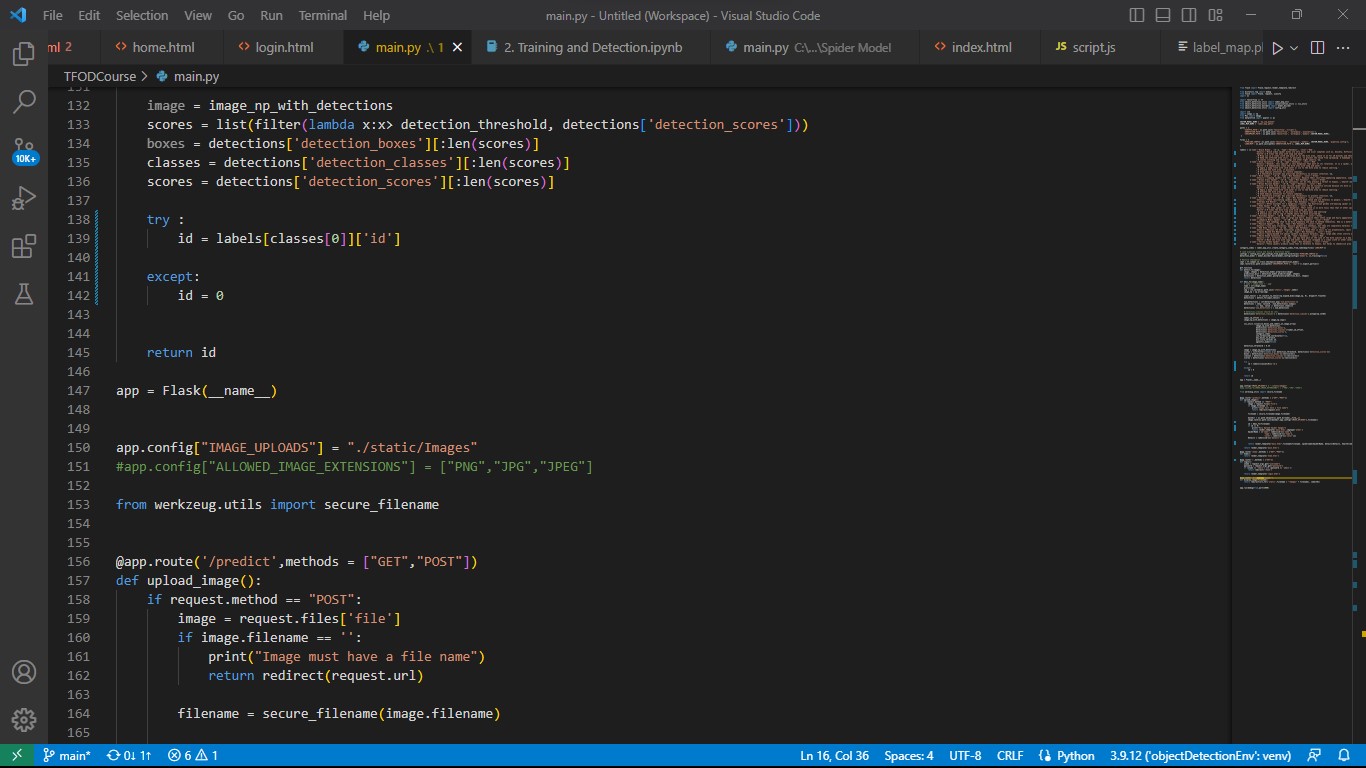 File Edit Selection View Go Run Terminal Help main.py - Untitled (Workspace) - Visual Studio Code
ml 2 home.html login.html main.py .\ 1 2. Training and Detection.ipynb main.py C:\...\Spider Model index.html JS script.js label_map.pl
TFODCourse > main.py
131
132 image = image_np_with_detections
133 scores = list(filter(lambda x:x> detection_threshold, detections['detection_scores']))
134 boxes = detections['detection_boxes'][:len(scores)]
135 classes = detections['detection_classes'][:len(scores)]
136 scores = detections['detection_scores'][:len(scores)]
137
138 try :
139 id = labels[classes[0]]['id']
140
141 except:
142 id = 0
143
144
145 return id
146
147 app = Flask(__name__)
148
149
150 app.config["IMAGE_UPLOADS"] = "./static/Images"
151 #app.config["ALLOWED_IMAGE_EXTENSIONS"] = ["PNG","JPG","JPEG"]
152
153 from werkzeug.utils import secure_filename
154
155
156 @app.route('/predict',methods = ["GET","POST"])
157 def upload_image():
158 if request.method == "POST":
159 image = request.files['file']
160 if image.filename == '':
161 print("Image must have a file name")
162 return redirect(request.url)
163
164 filename = secure_filename(image.filename)
165
10K+
main* 0↓ 1↑ 6 1 Ln 16, Col 36 Spaces: 4 UTF-8 CRLF Python 3.9.12 ('objectDetectionEnv': venv)